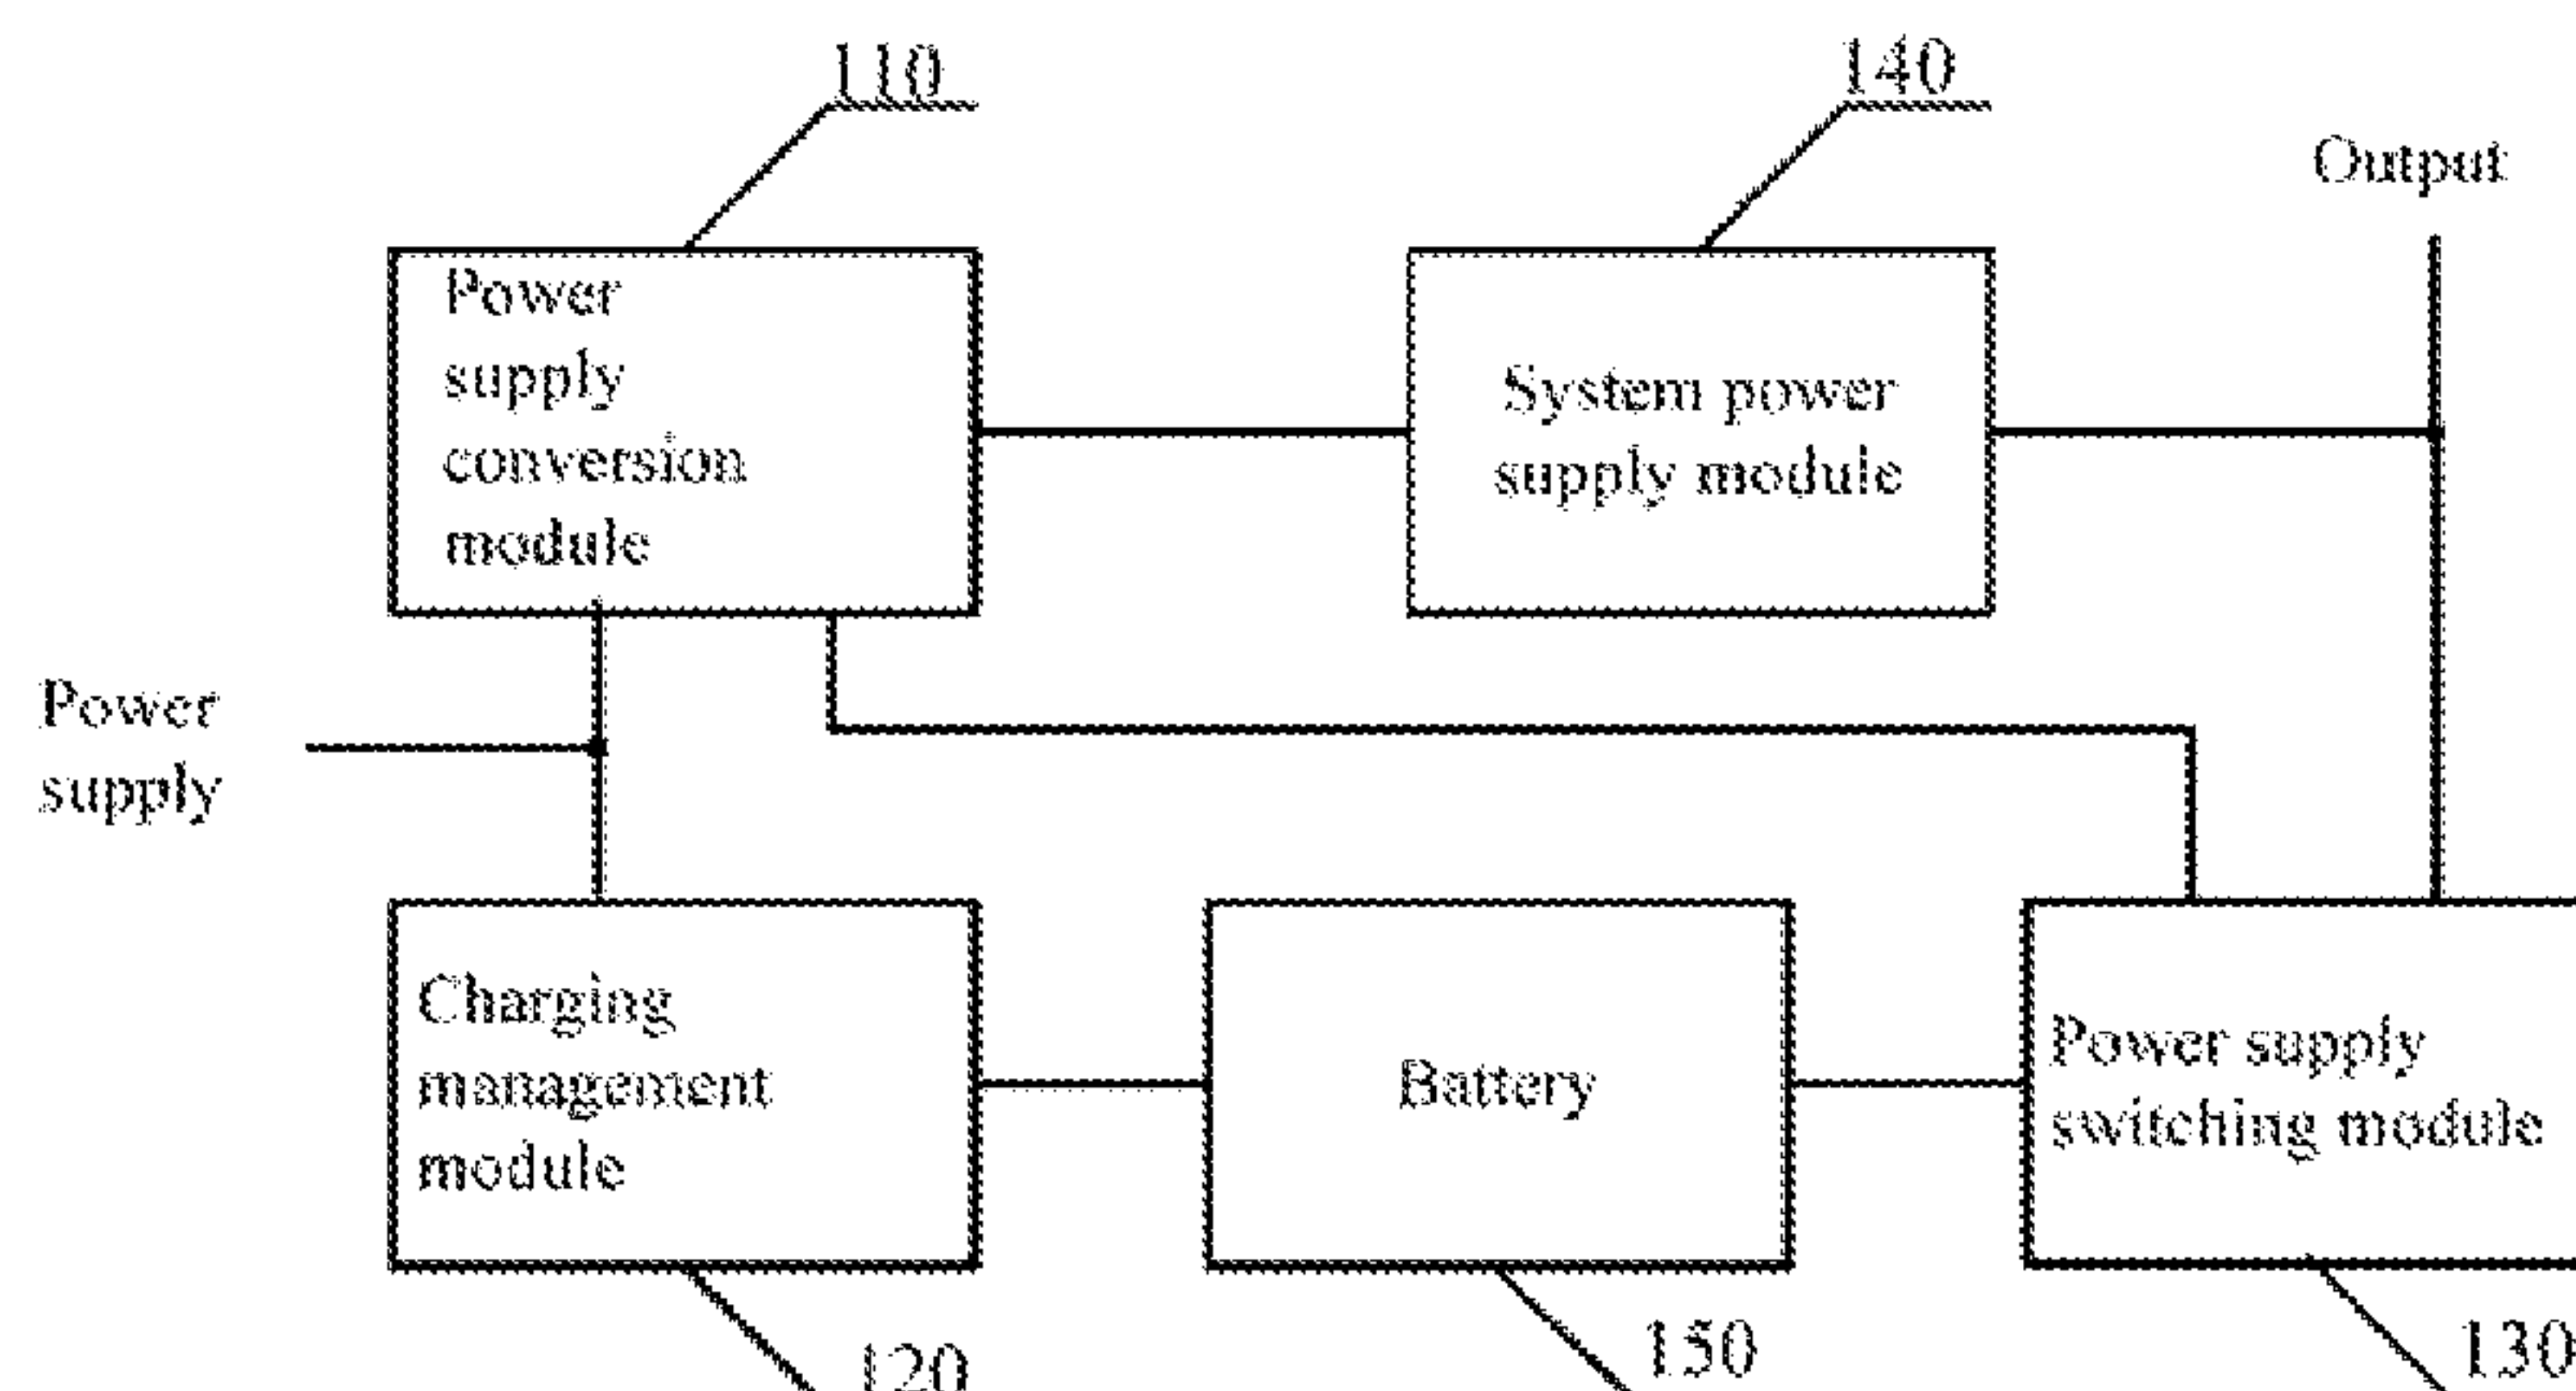 110
140
Output
Power
supply
conversion
module
System power
supply module
Power
supply
Charging
management
module
Battery
Power supply
switching module
120
150
130